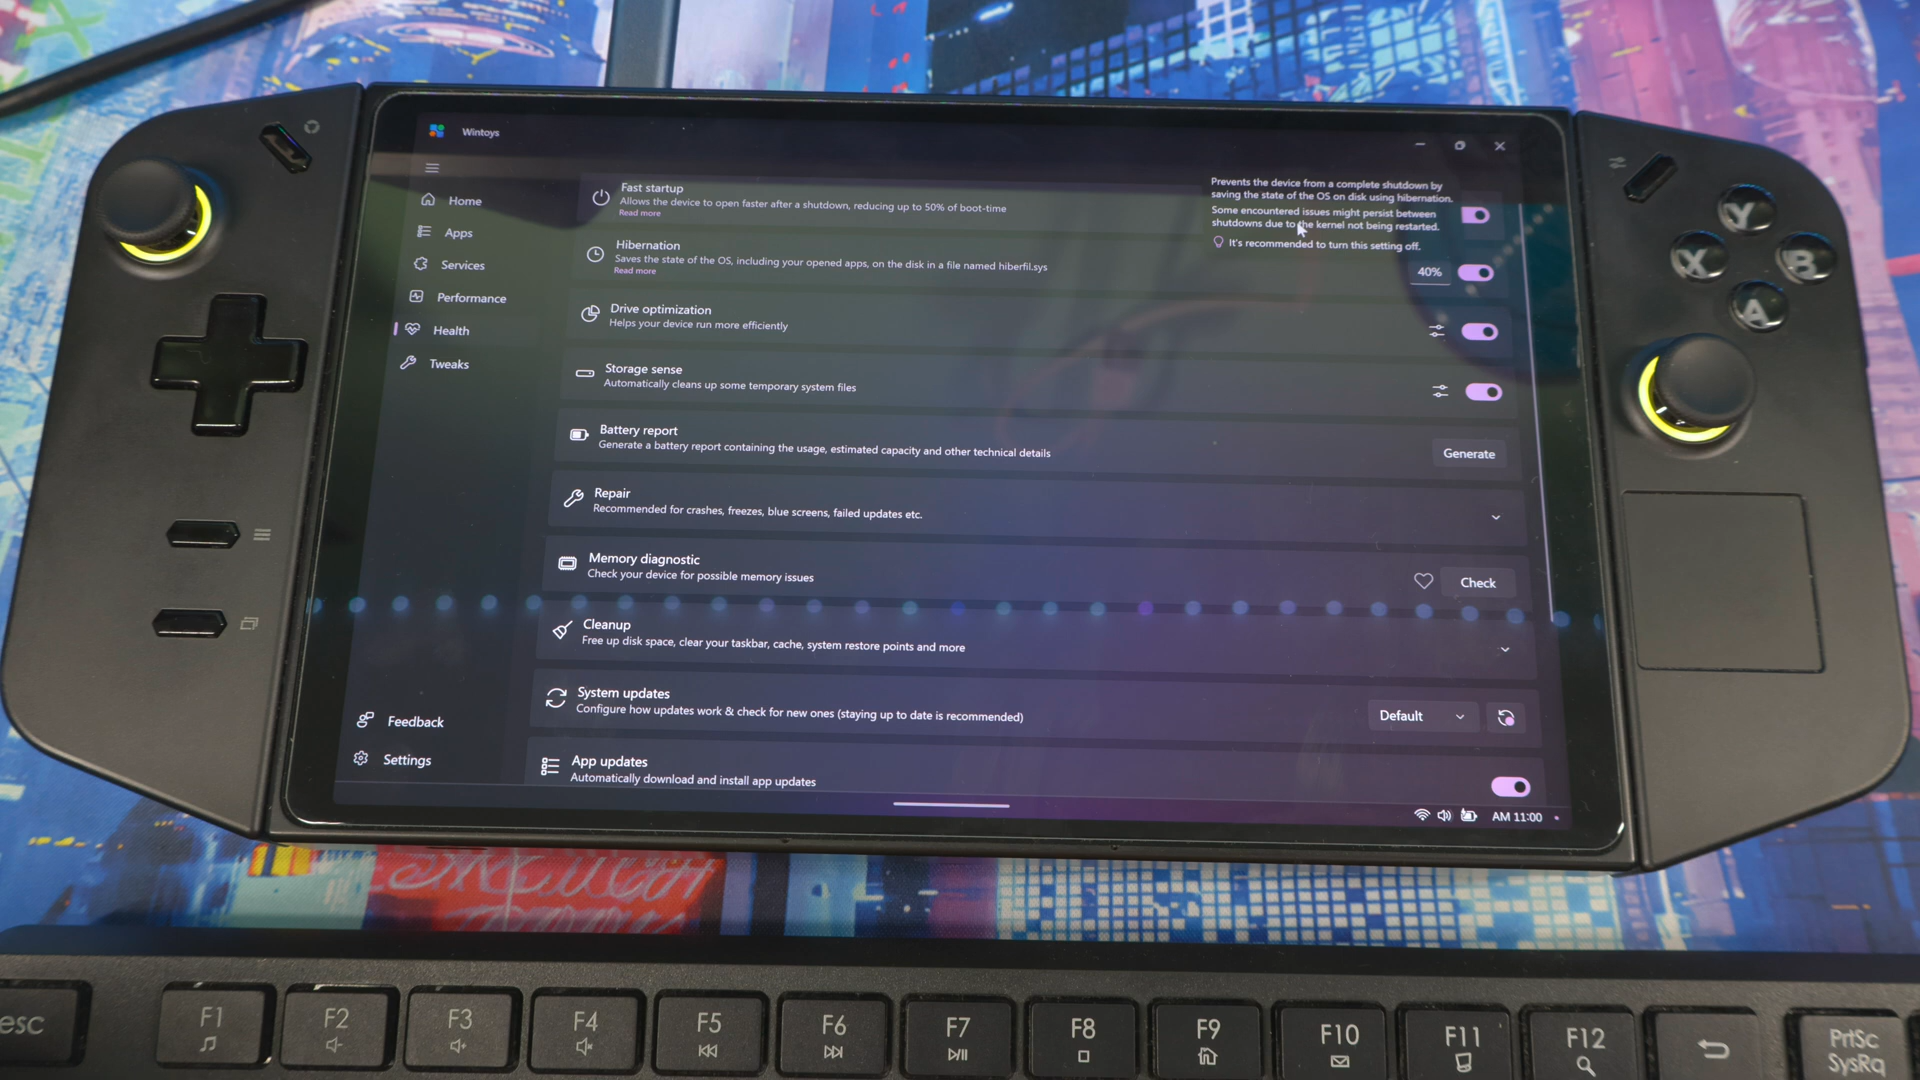 Wintoys
Home
Apps
Services
Performance
Health
Tweaks
Feedback
Settings
Fast startup
Allows the device to open faster after a shutdown, reducing up to 50% of boot-time
Read more
Prevents the device from a complete shutdown by
saving the state of the OS on disk using hibernation.
Some encountered issues might persist between
shutdowns due to the kernel not being restarted.
It's recommended to turn this setting off.
Hibernation
Saves the state of the OS, including your opened apps, on the disk in a file named hiberfil.sys
Read more
40%
Drive optimization
Helps your device run more efficiently
Storage sense
Automatically cleans up some temporary system files
Battery report
Generate a battery report containing the usage, estimated capacity and other technical details
Generate
Repair
Recommended for crashes, freezes, blue screens, failed updates etc.
Memory diagnostic
Check your device for possible memory issues
Check
Cleanup
Free up disk space, clear your taskbar, cache, system restore points and more
System updates
Configure how updates work & check for new ones (staying up to date is recommended)
Default
App updates
Automatically download and install app updates
AM 11:00
Y
X
B
A
esc
F1
F2
F3
F4
F5
F6
F7
F8
F9
F10
F11
F12
PrtSc
SysRq